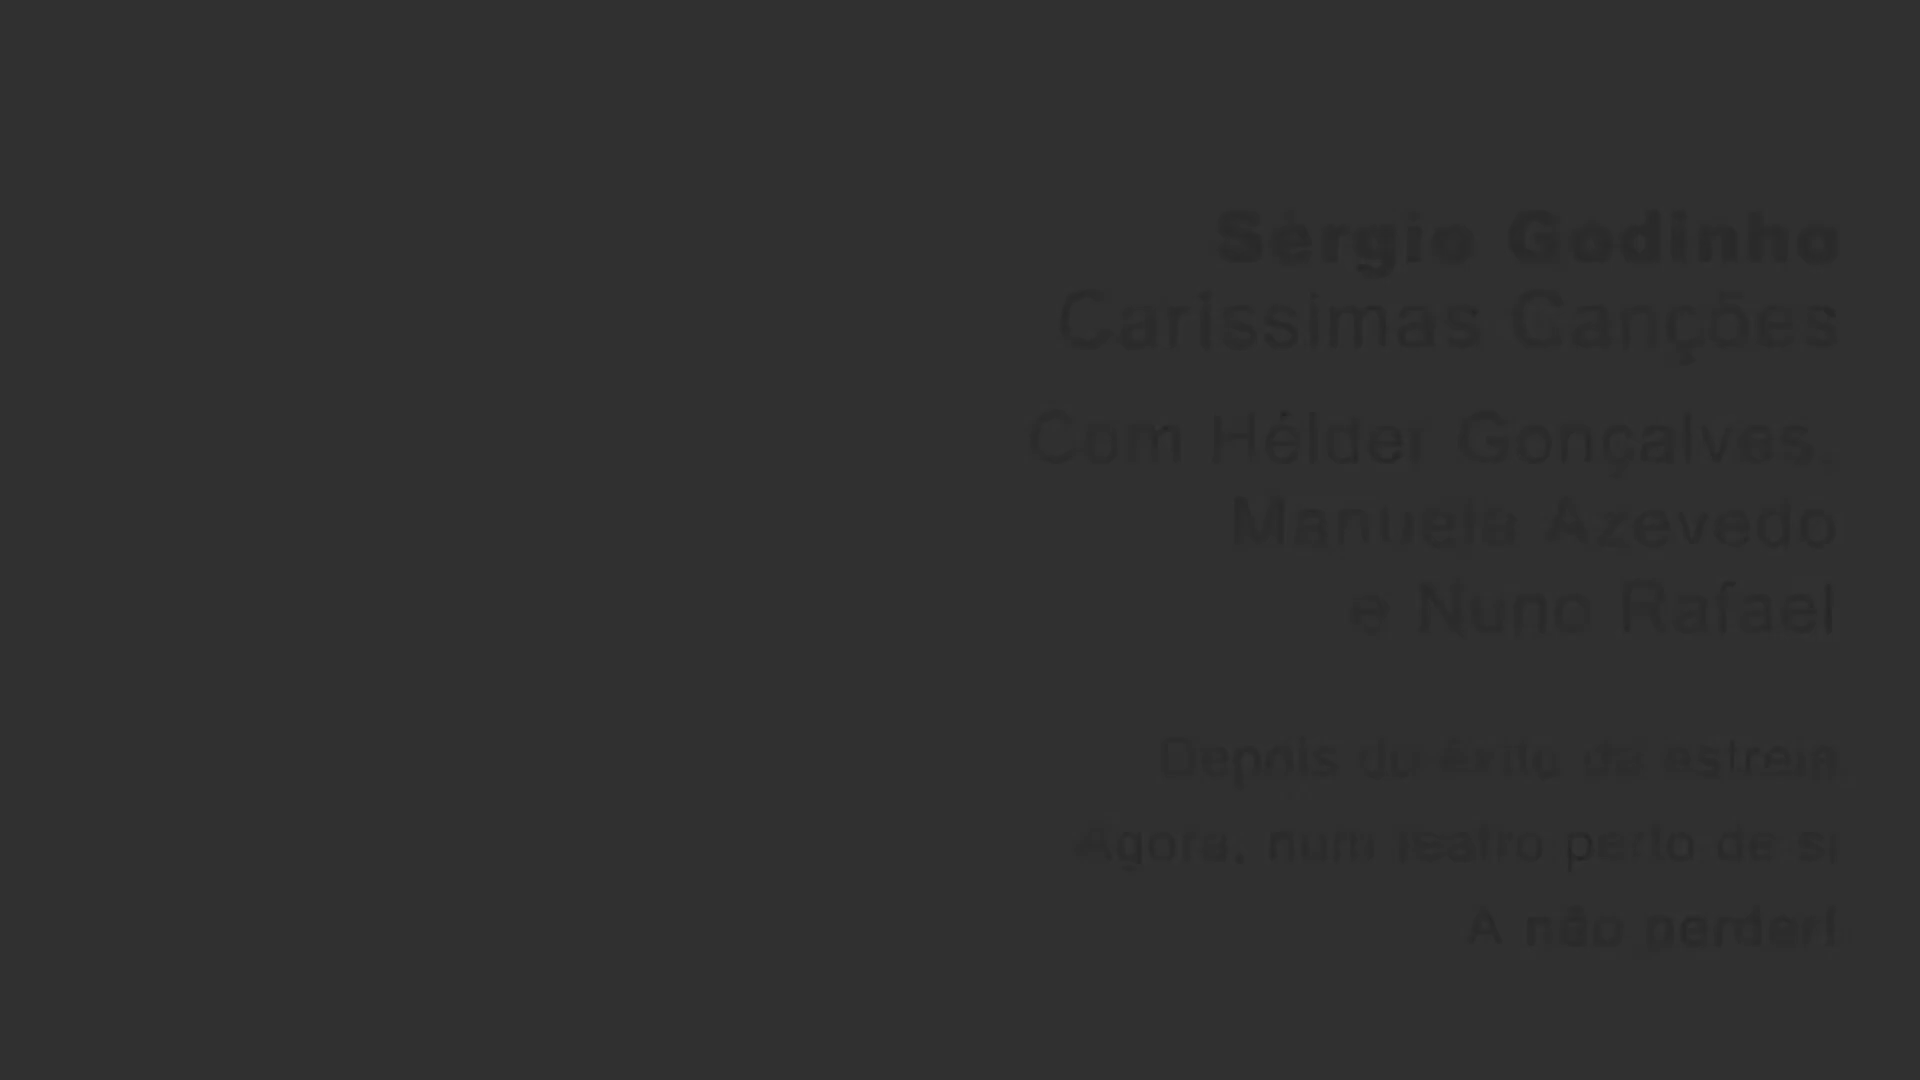 Sérgio Godinho
Caríssimas Canções
Com Hélder Gonçalves,
Manuela Azevedo
e Nuno Rafael
Depois do êxito da estreia
Agora, num teatro perto de si
A não perder!